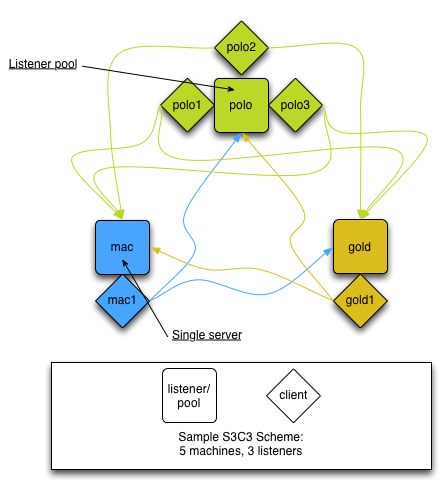 polo2
Listener pool
polo1
polo
polo3
mac
gold
mac1
gold1
Single server
listener/
pool
client
Sample S3C3 Scheme:
5 machines, 3 listeners